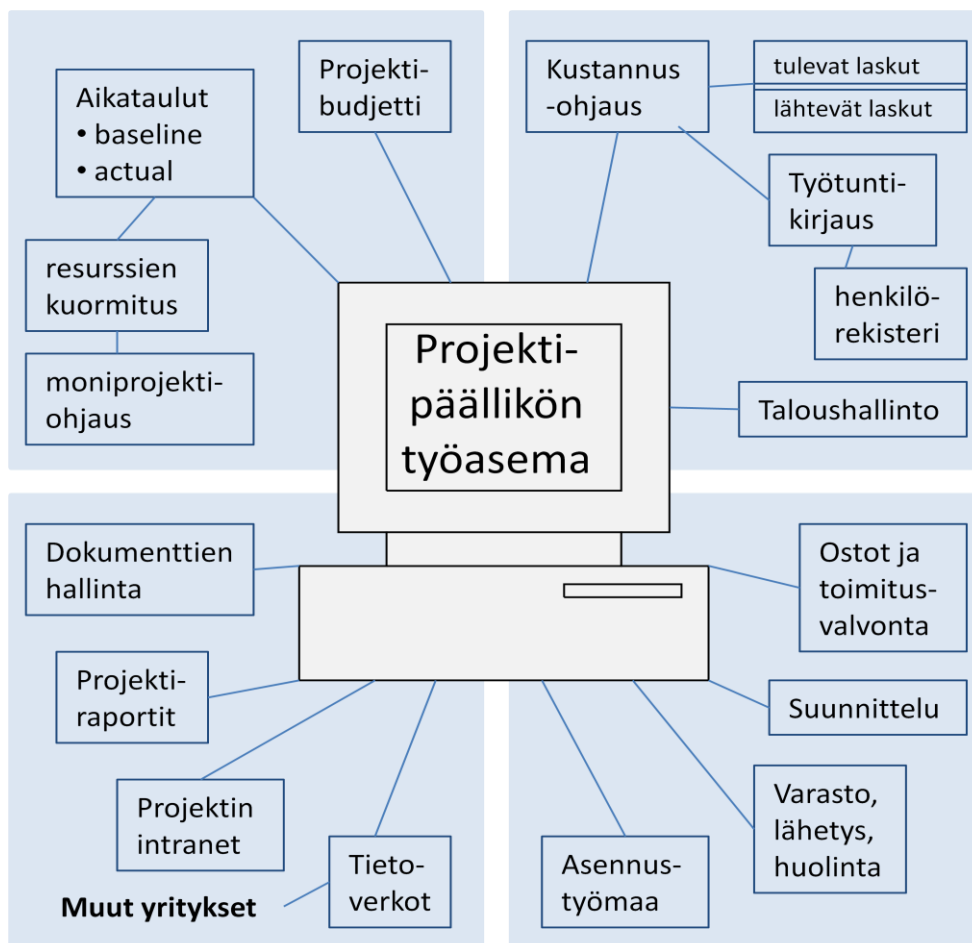 Aikataulut
• baseline
• actual
Projekti-
budjetti
resurssien
kuormitus
moniprojekti-
ohjaus
Kustannus
-ohjaus
tulevat laskut
lähtevät laskut
Työtunti-
kirjaus
henkilö-
rekisteri
Taloushallinto
Projekti-
päällikön
työasema
Dokumenttien
hallinta
Projekti-
raportit
Projektin
intranet
Muut yritykset
Tieto-
verkot
Ostot ja
toimitus-
valvonta
Suunnittelu
Varasto,
lähetys,
huolinta
Asennus-
työmaa